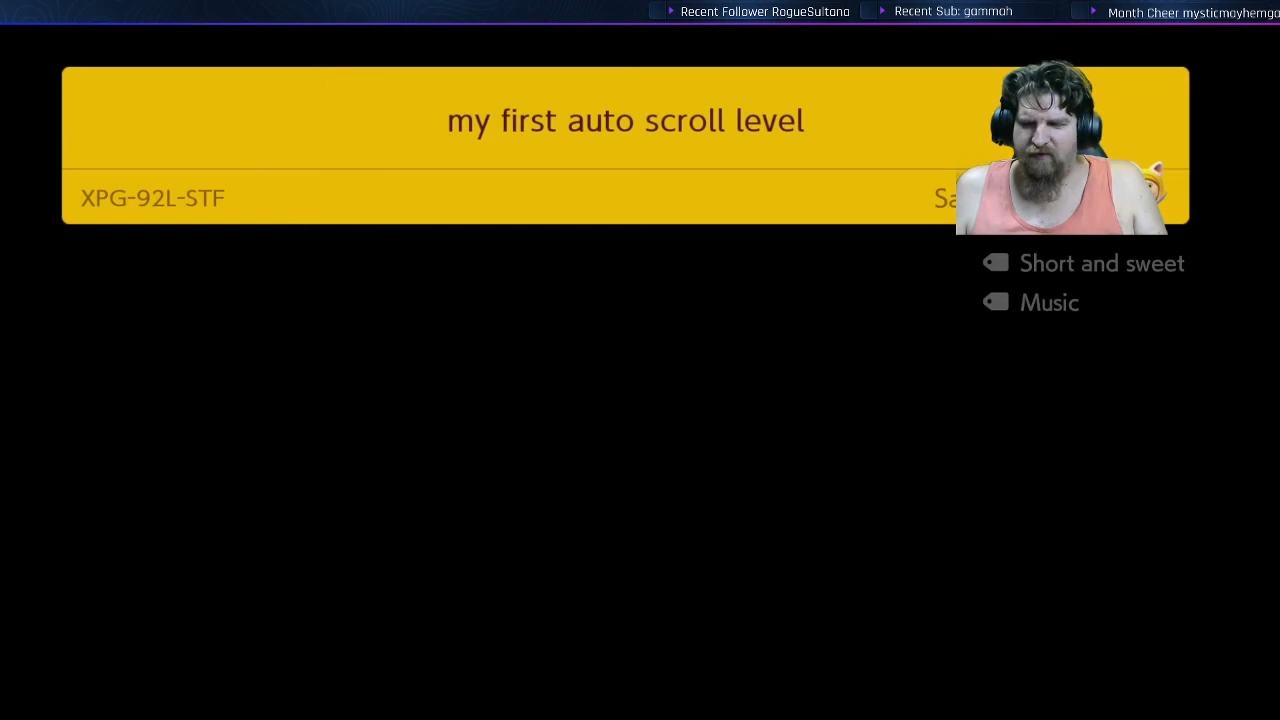 Recent Follower RogueSultana Recent Sub: gammah Month Cheer
my first auto scroll level
XPG-92L-STF
Short and sweet
Music